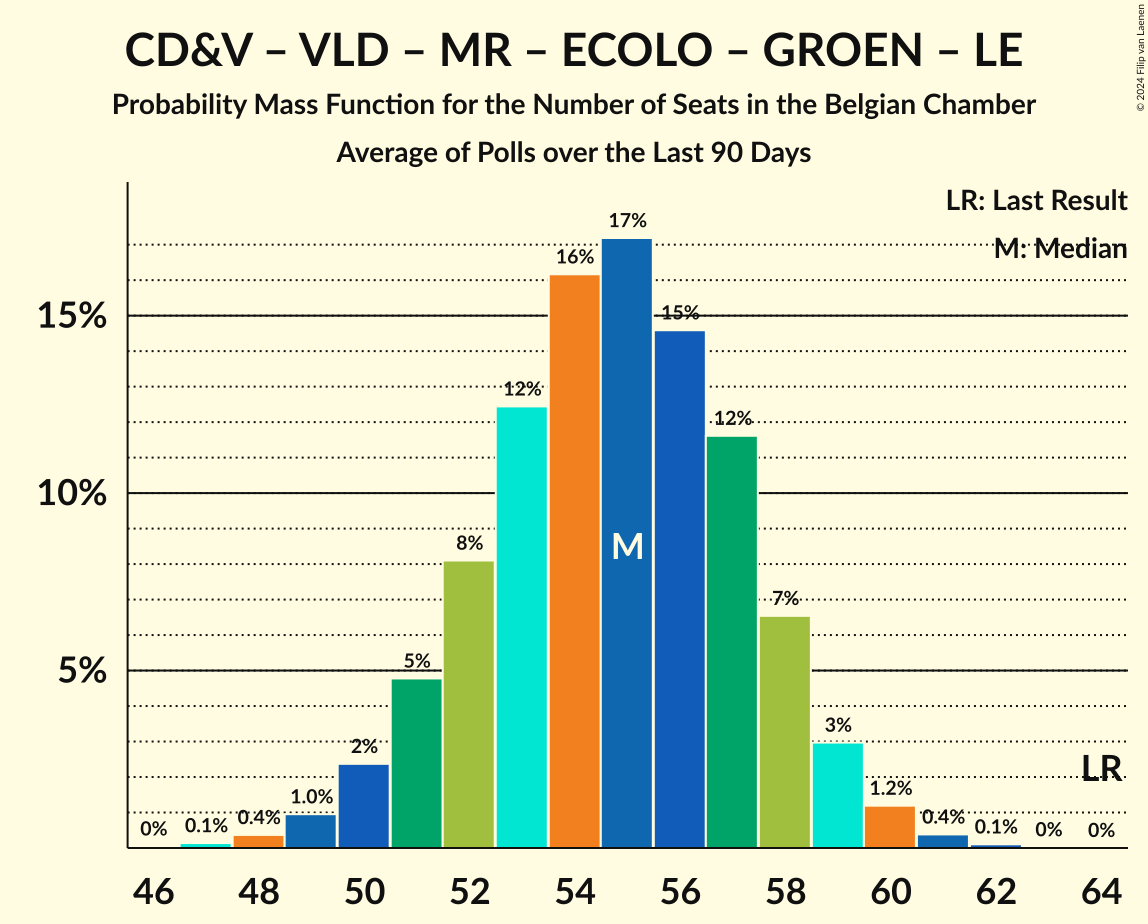 CD&V – VLD – MR – ECOLO – GROEN – LE
Probability Mass Function for the Number of Seats in the Belgian Chamber
Average of Polls over the Last 90 Days
© 2024 Filip van Laenen
LR: Last Result
M: Median
15%
10%
5%
0%
0.1%
0.4%
1.0%
2%
5%
8%
12%
16%
17%
15%
12%
7%
3%
1.2%
0.4%
0.1%
0%
0%
M
LR
46 48 50 52 54 56 58 60 62 64